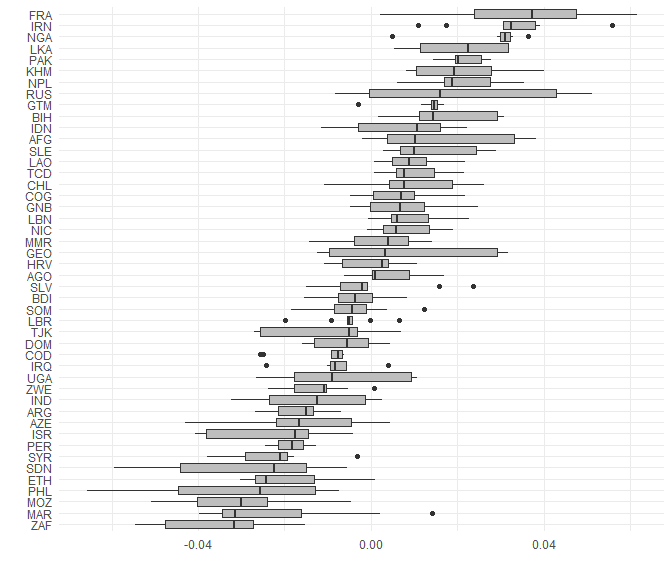 FRA
IRN
NGA
LKA
PAK
KHM
NPL
RUS
GTM
BIH
IDN
AFG
SLE
LAO
TCD
CHL
COG
GNB
LBN
NIC
MMR
GEO
HRV
AGO
SLV
BDI
SOM
LBR
TJK
DOM
COD
IRQ
UGA
ZWE
IND
ARG
AZE
ISR
PER
SYR
SDN
ETH
PHL
MOZ
MAR
ZAF
-0.04 0.00 0.04